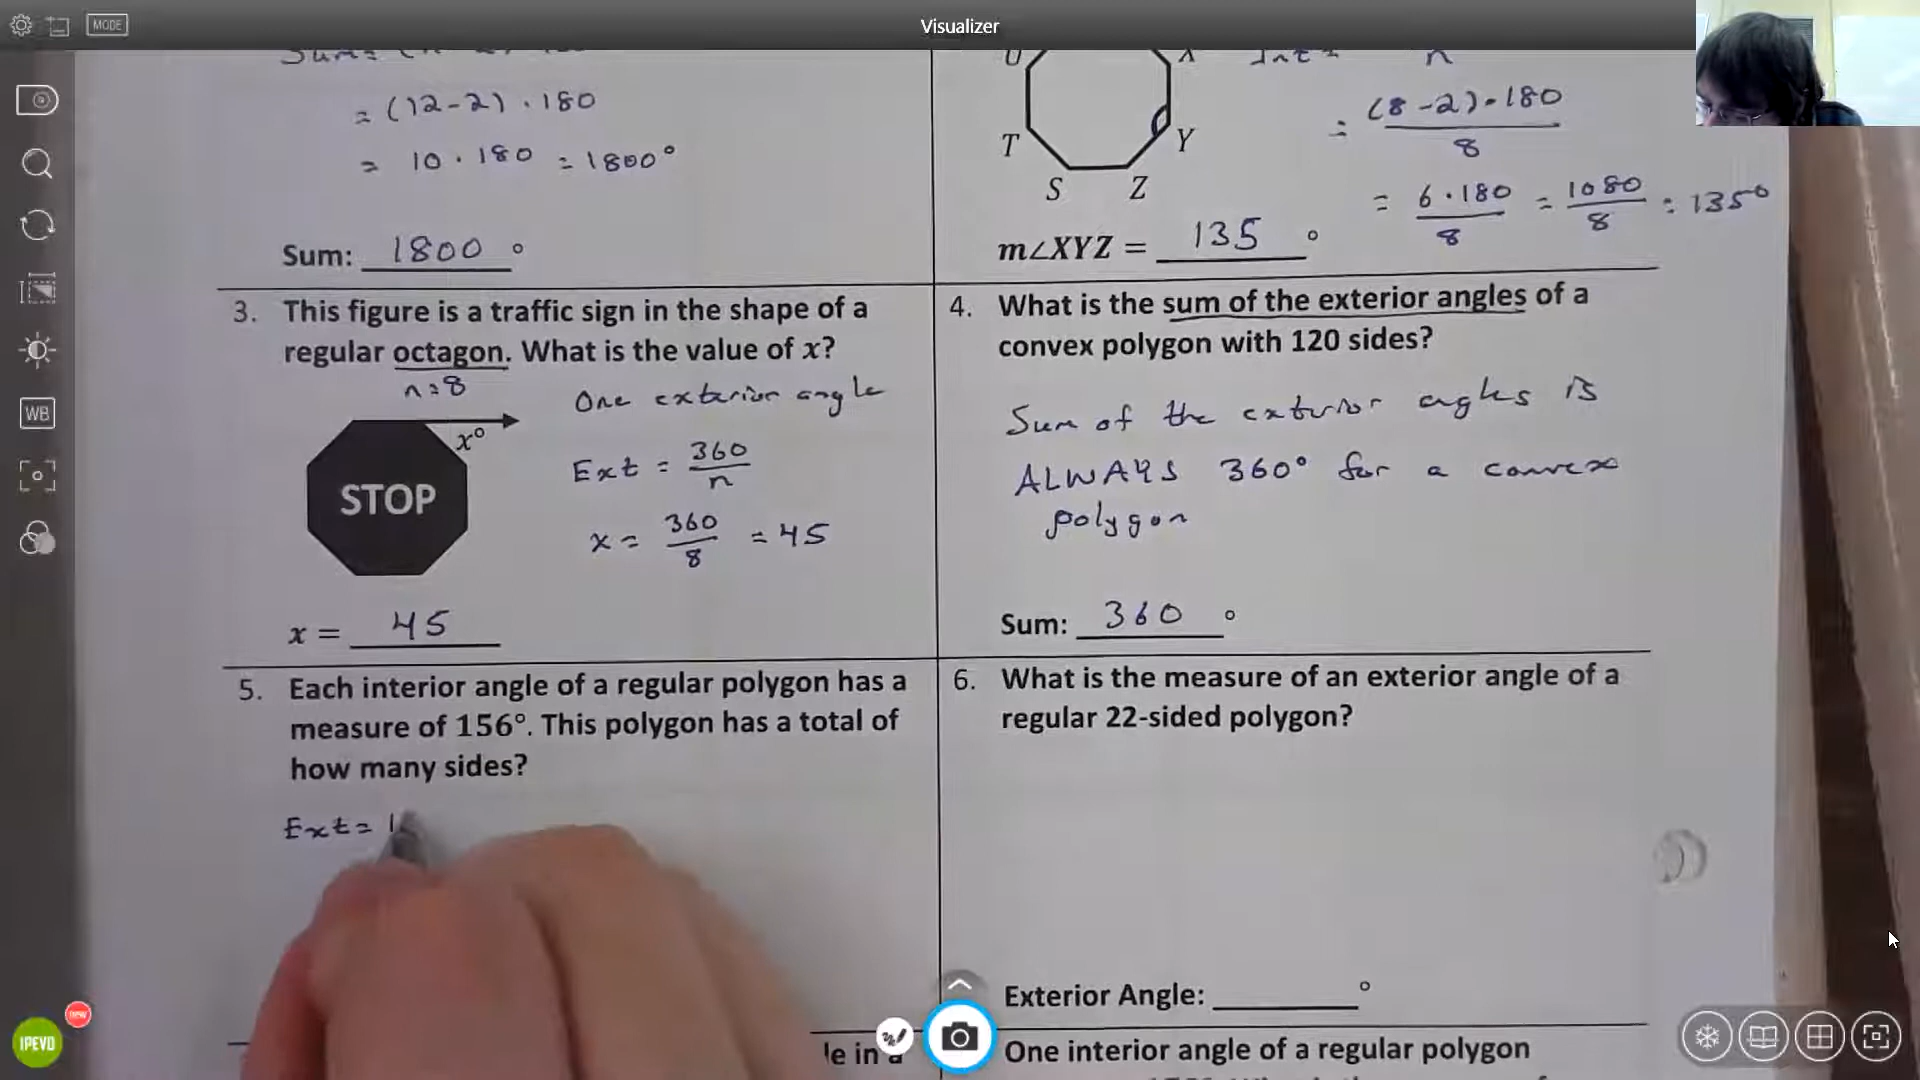 MODE
Visualizer
= (12-2) · 180
= 10 · 180 = 1800°
Sum: 1800 °
U
X
T
Y
S
Z
n
= (8-2)·180
8
= 6·180 = 1080 = 135°
8 8
m∠XYZ = 135 °
3. This figure is a traffic sign in the shape of a
regular octagon. What is the value of x?
n=8
x°
STOP
One exterior angle
Ext = 360
n
x = 360 = 45
8
x = 45
4. What is the sum of the exterior angles of a
convex polygon with 120 sides?
Sum of the exterior angles is
ALWAYS 360° for a convex
polygon
Sum: 360 °
5. Each interior angle of a regular polygon has a
measure of 156°. This polygon has a total of
how many sides?
Ext = 1
6. What is the measure of an exterior angle of a
regular 22-sided polygon?
Exterior Angle: ________ °
in a
One interior angle of a regular polygon
WB
IPEVO
new